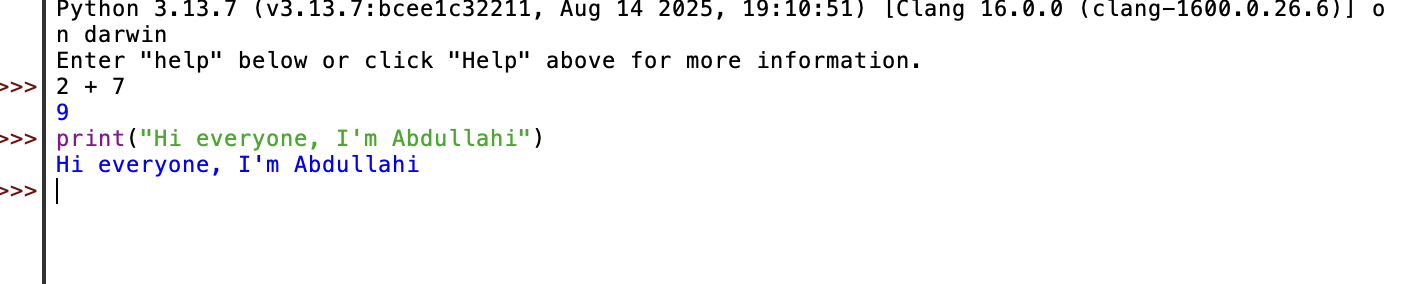 Python 3.13.7 (v3.13.7:bcee1c32211, Aug 14 2025, 19:10:51) [Clang 16.0.0 (clang-1600.0.26.6)] o
n darwin
Enter "help" below or click "Help" above for more information.
>>> 2 + 7
9
>>> print("Hi everyone, I'm Abdullahi")
Hi everyone, I'm Abdullahi
>>>